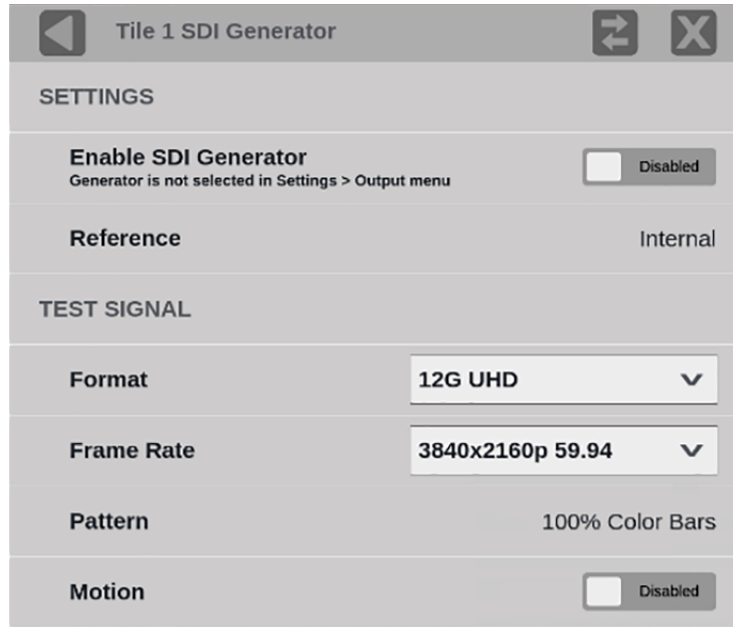 Tile 1 SDI Generator
SETTINGS
Enable SDI Generator
Generator is not selected in Settings > Output menu
Disabled
Reference
Internal
TEST SIGNAL
Format
12G UHD
Frame Rate
3840x2160p 59.94
Pattern
100% Color Bars
Motion
Disabled